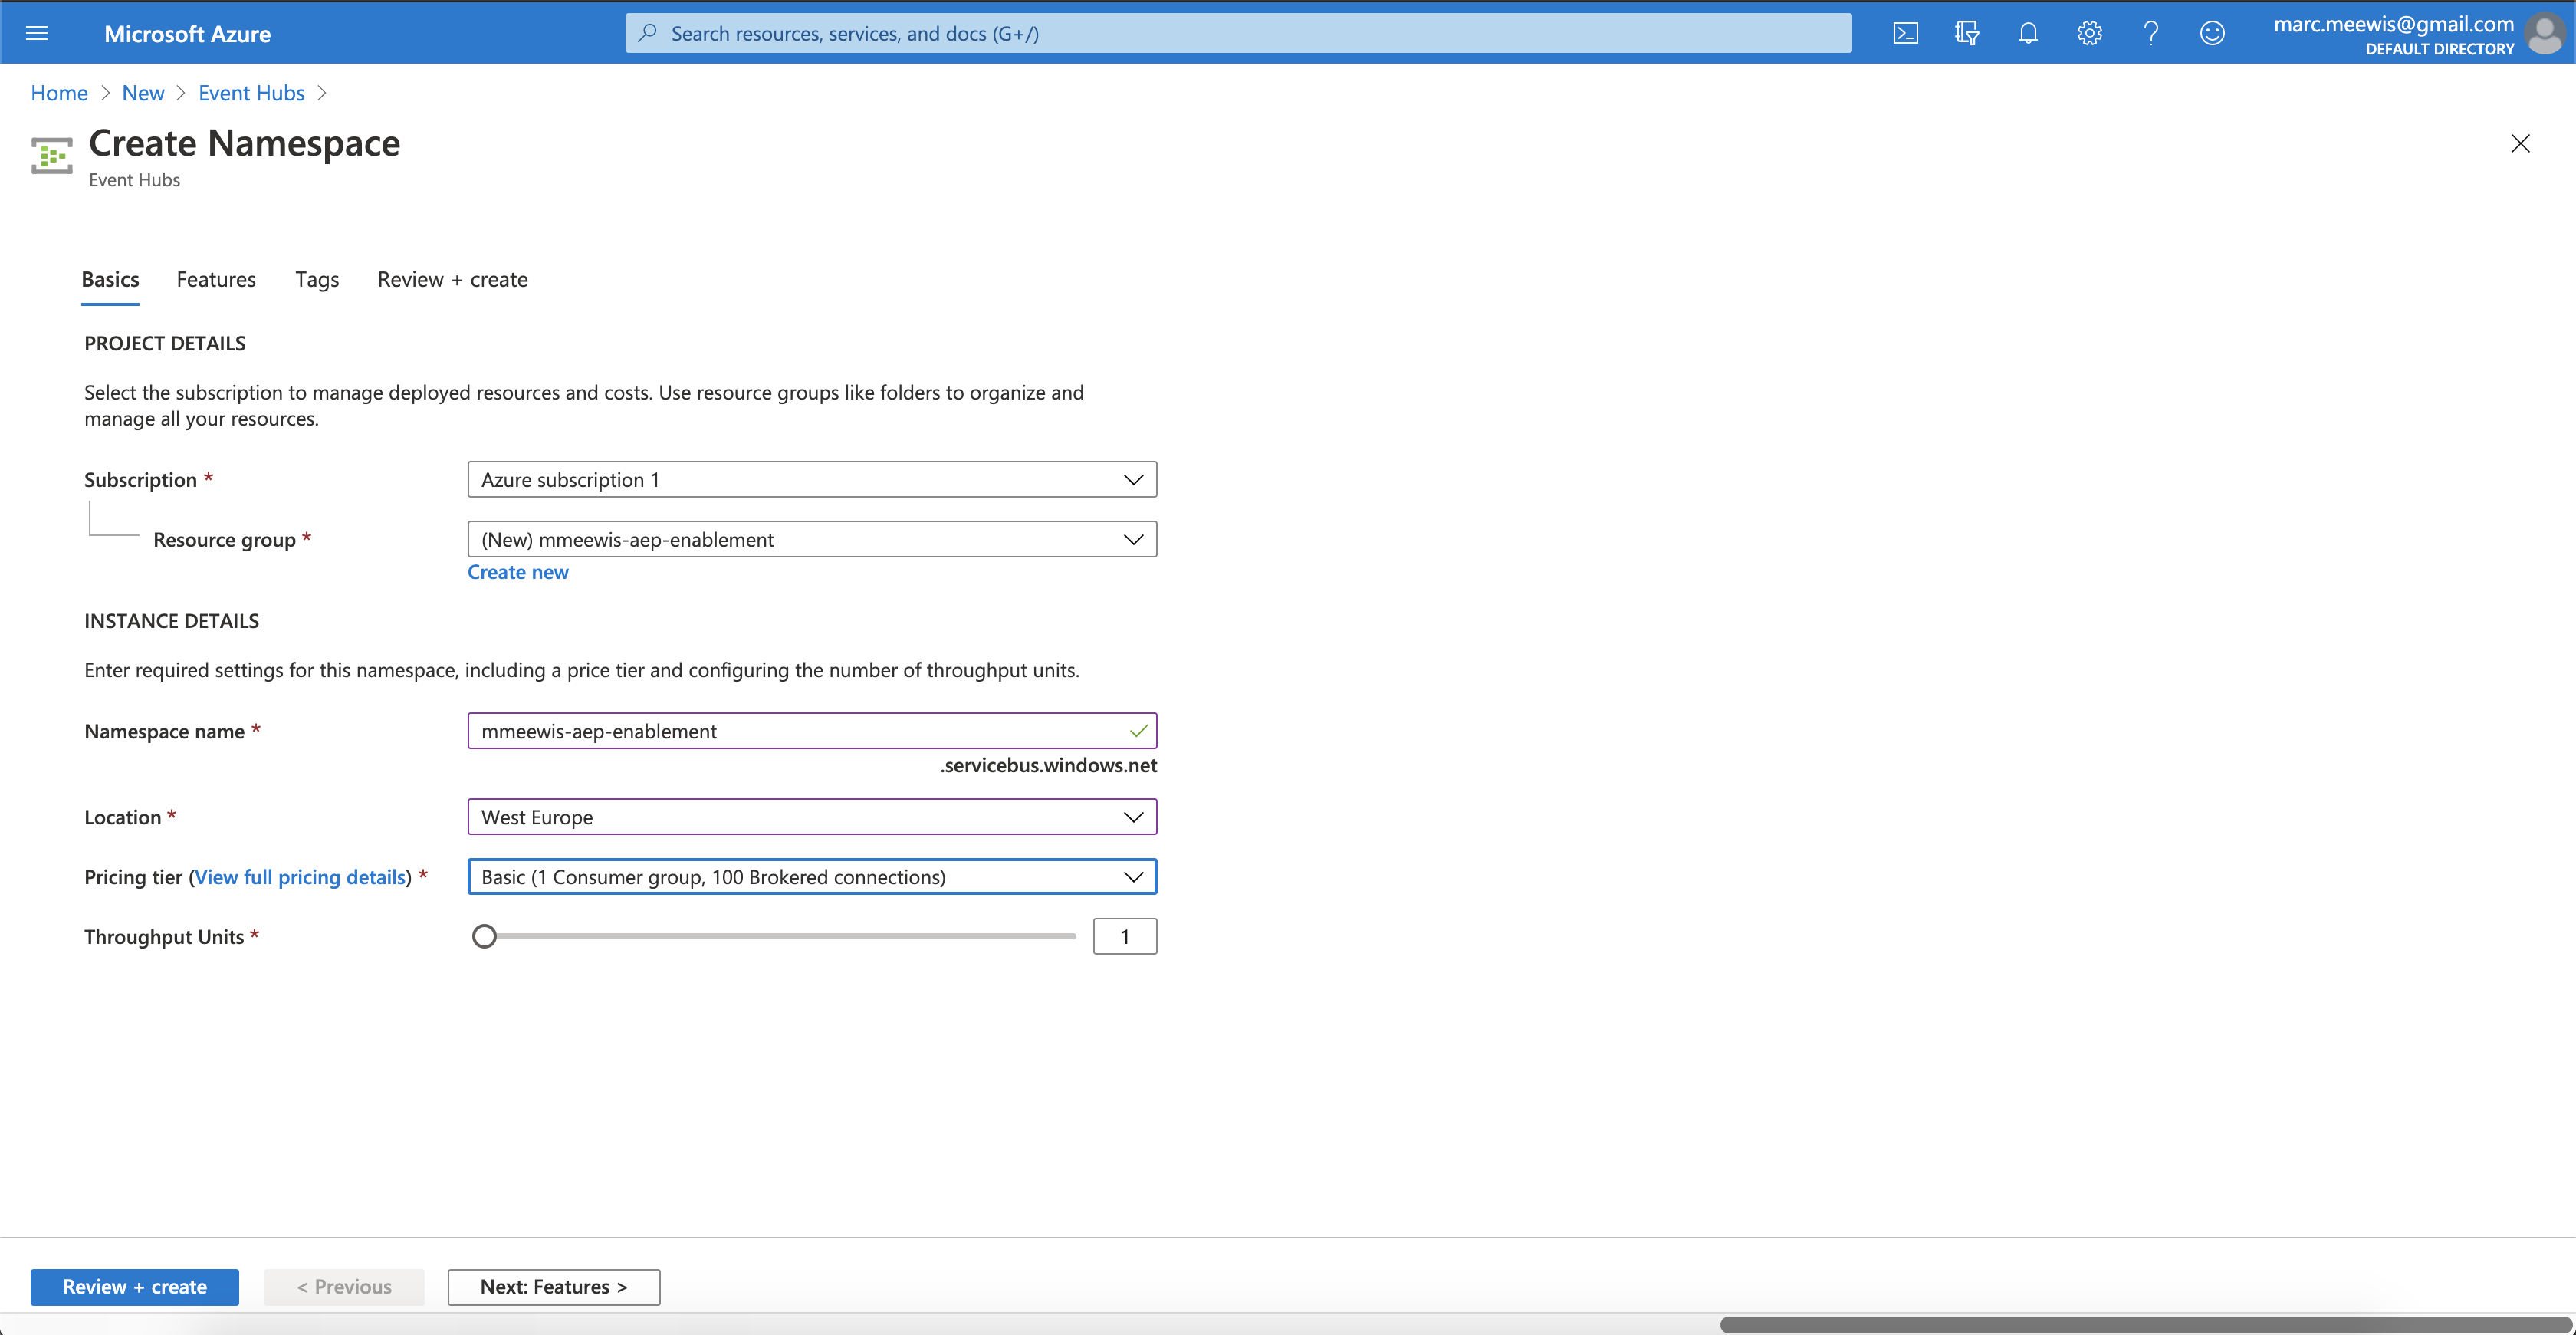 Microsoft Azure
Search resources, services, and docs (G+/)
marc.meewis@gmail.com
DEFAULT DIRECTORY
Home > New > Event Hubs >
Create Namespace
Event Hubs
Basics Features Tags Review + create
PROJECT DETAILS
Select the subscription to manage deployed resources and costs. Use resource groups like folders to organize and
manage all your resources.
Subscription * Azure subscription 1
Resource group * (New) mmeewis-aep-enablement
Create new
INSTANCE DETAILS
Enter required settings for this namespace, including a price tier and configuring the number of throughput units.
Namespace name * mmeewis-aep-enablement
.servicebus.windows.net
Location * West Europe
Pricing tier (View full pricing details) * Basic (1 Consumer group, 100 Brokered connections)
Throughput Units * 1
Review + create < Previous Next: Features >